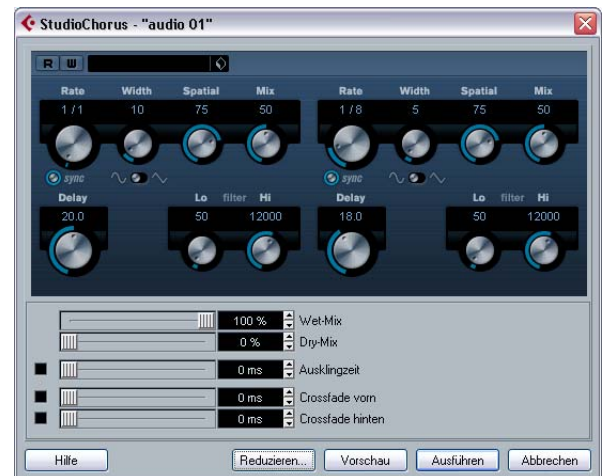 StudioChorus - "audio 01"
R W
Rate Width Spatial Mix Rate Width Spatial Mix
1 / 1 10 75 50 1 / 8 5 75 50
sync sync
Delay Lo filter Hi Delay Lo filter Hi
20.0 50 12000 18.0 50 12000
100 % Wet-Mix
0 % Dry-Mix
0 ms Ausklingzeit
0 ms Crossfade vorn
0 ms Crossfade hinten
Hilfe Reduzieren... Vorschau Ausführen Abbrechen